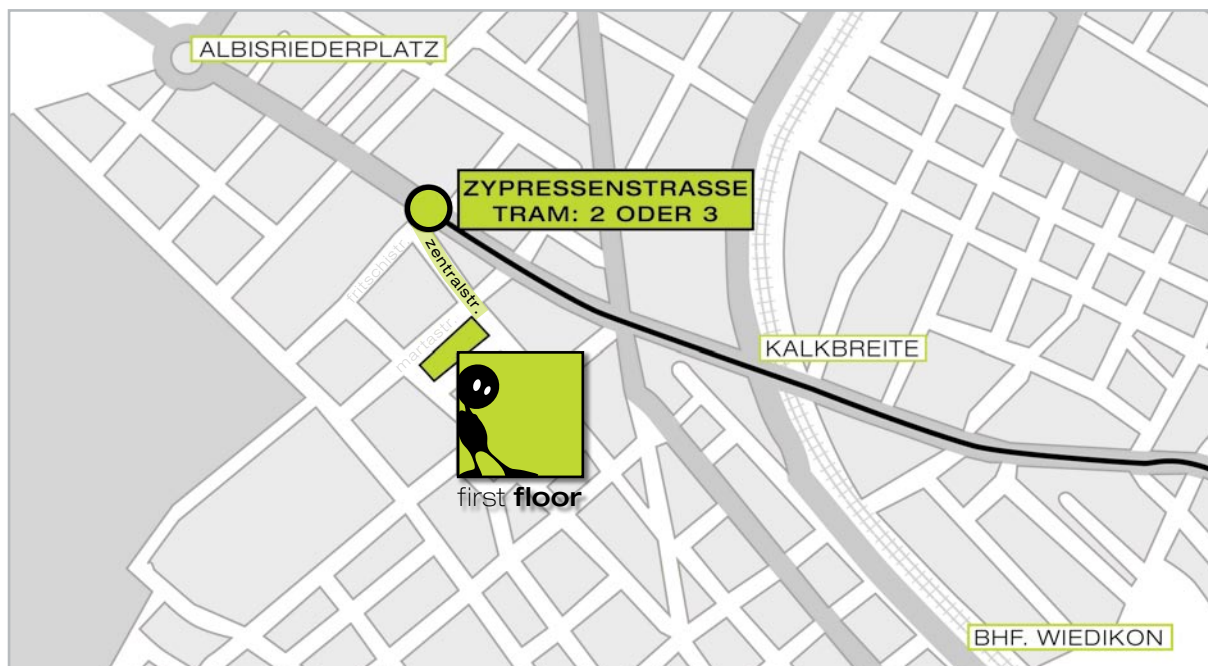 ALBISRIEDERPLATZ
ZYPRESSENSTRASSE
TRAM: 2 ODER 3
fritschistr.
zentralstr.
martastr.
KALKBREITE
first floor
BHF. WIEDIKON